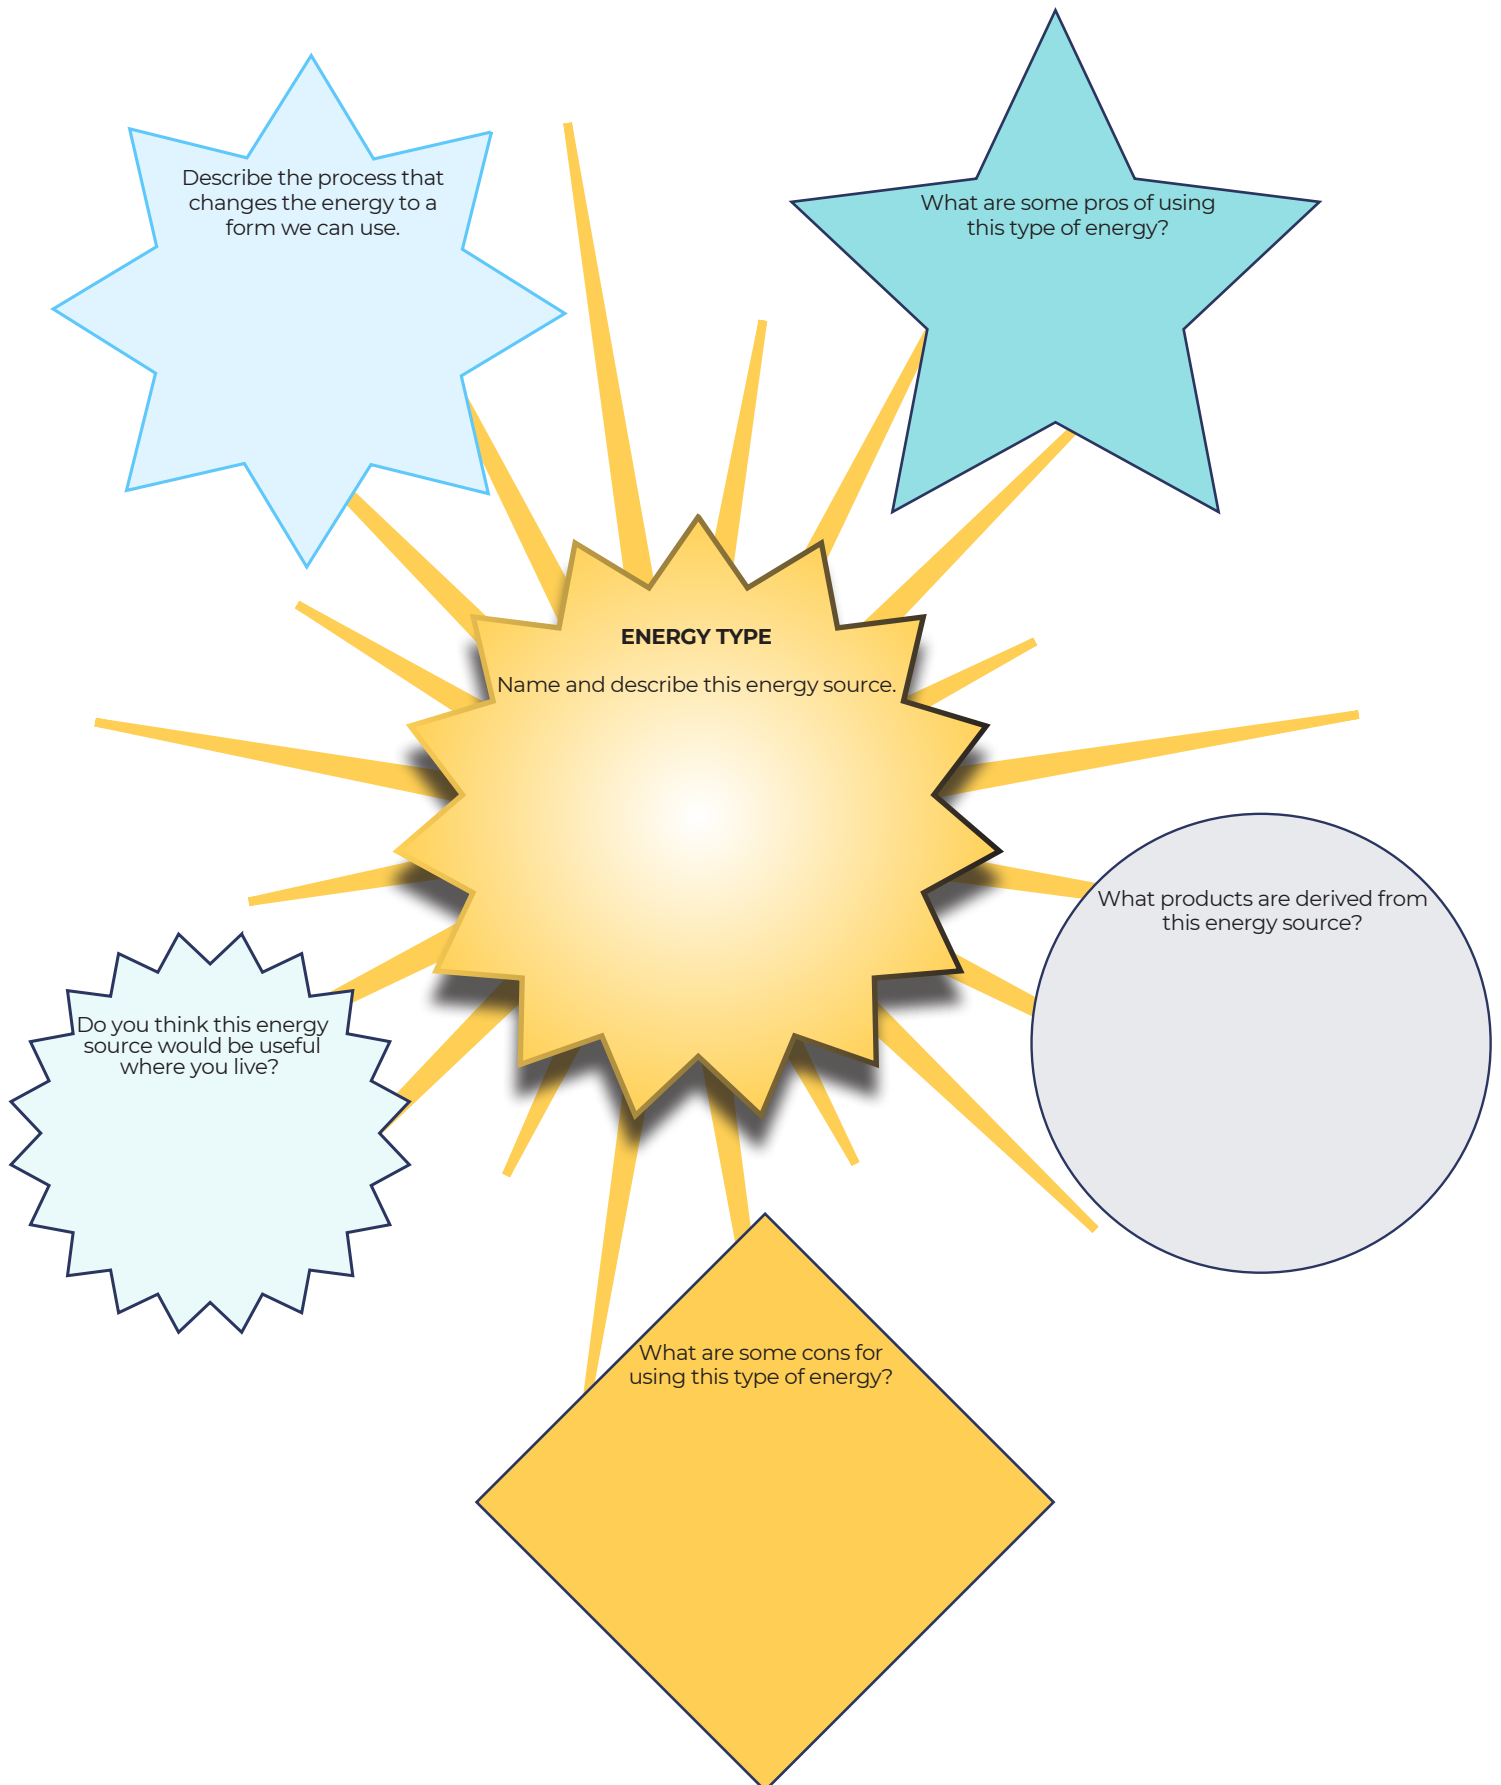 Describe the process that
changes the energy to a
form we can use.
What are some pros of using
this type of energy?
ENERGY TYPE
Name and describe this energy source.
What products are derived from
this energy source?
Do you think this energy
source would be useful
where you live?
What are some cons for
using this type of energy?